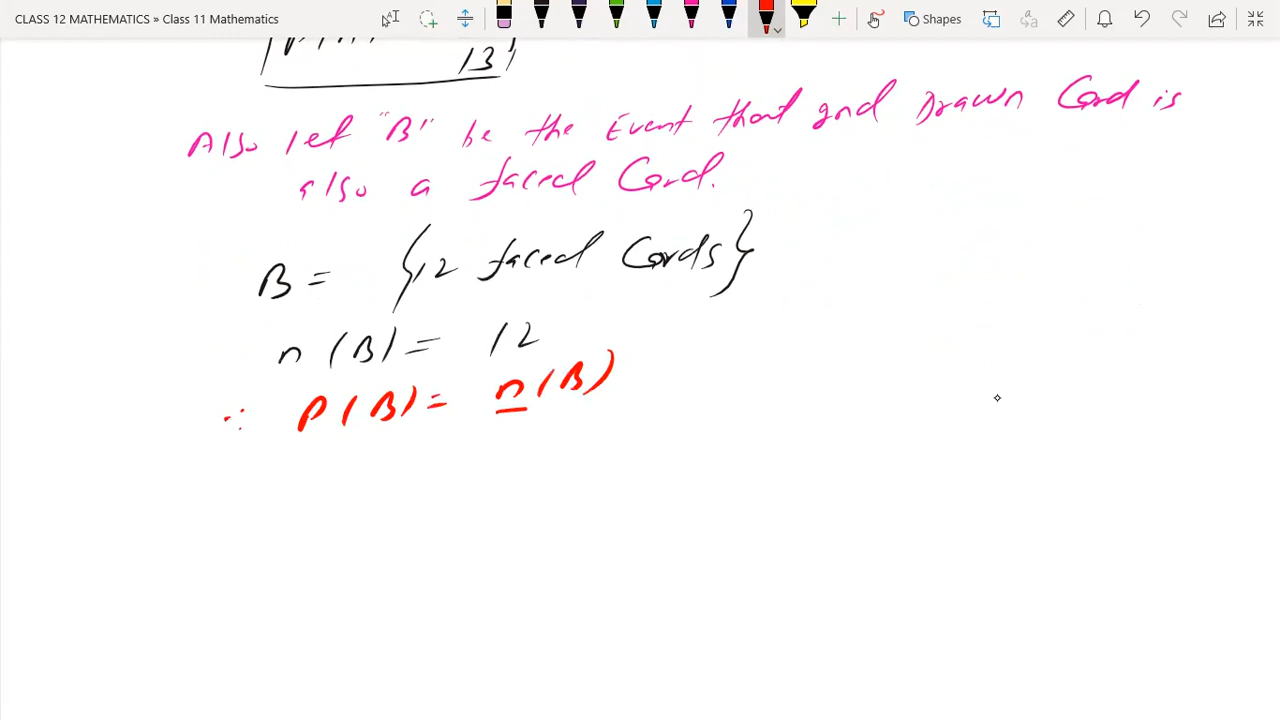 CLASS 12 MATHEMATICS » Class 11 Mathematics
Shapes
13
Also let "B" be the Event that 2nd Drawn Card is
also a faced Card.
B = {12 faced Cards}
n (B) = 12
∴ P (B) = n (B)